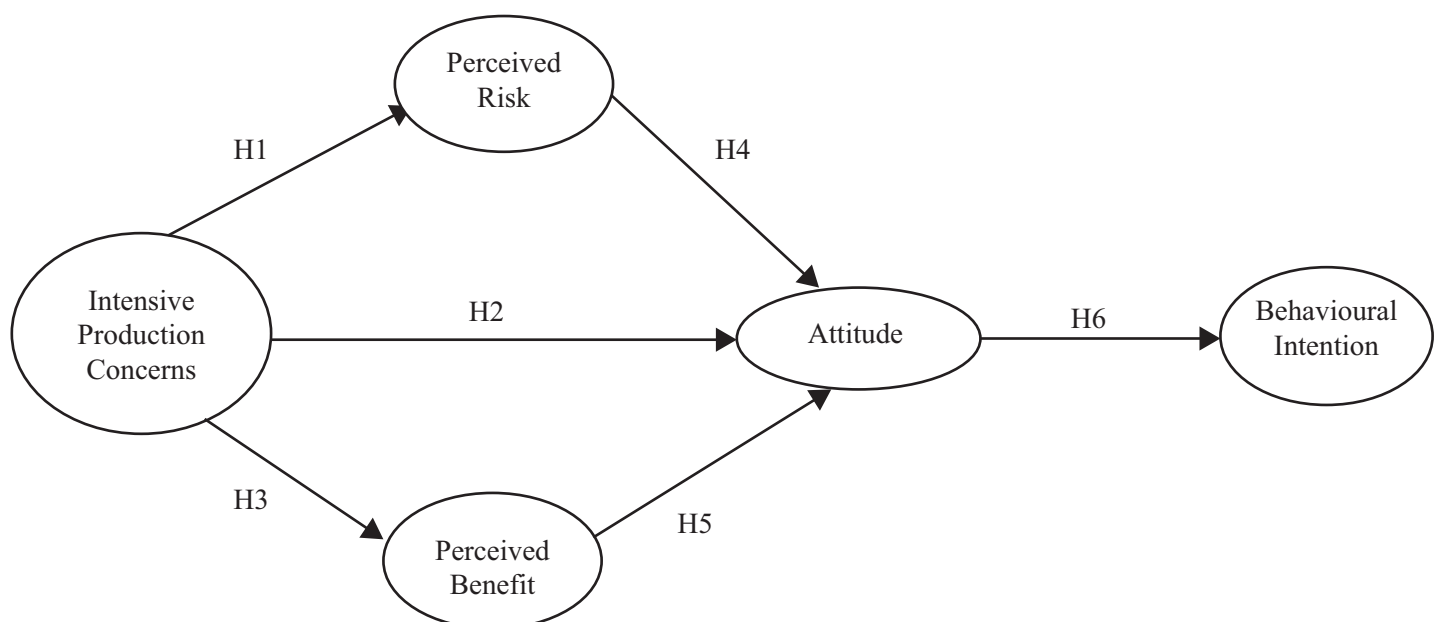 Perceived
Risk
H1
H4
Intensive
Production
Concerns
H2
Attitude
H6
Behavioural
Intention
H3
H5
Perceived
Benefit